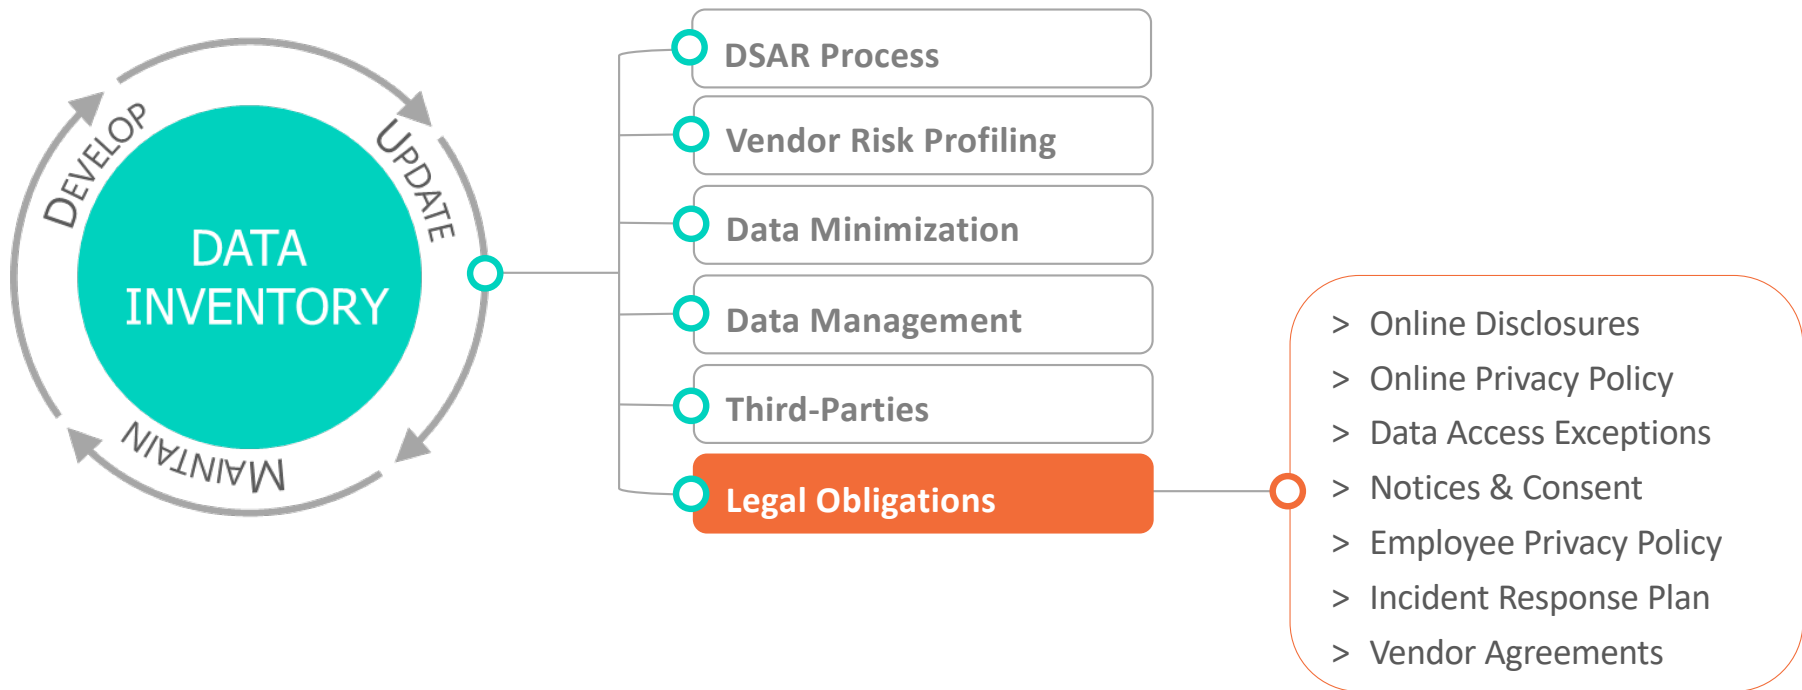 DEVELOP
UPDATE
MAINTAIN
DATA
INVENTORY
DSAR Process
Vendor Risk Profiling
Data Minimization
Data Management
Third-Parties
Legal Obligations
> Online Disclosures
> Online Privacy Policy
> Data Access Exceptions
> Notices & Consent
> Employee Privacy Policy
> Incident Response Plan
> Vendor Agreements